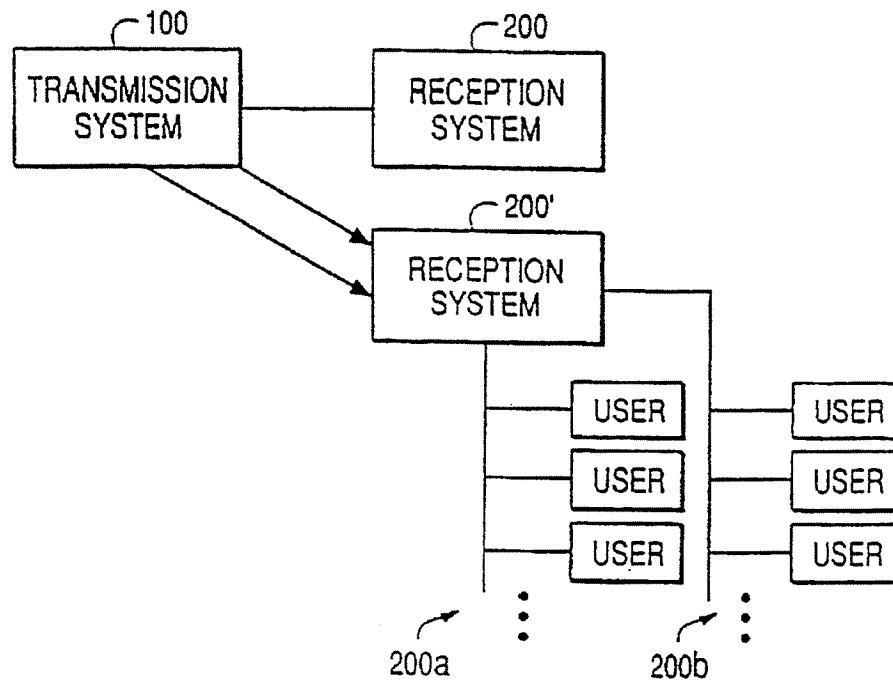 100
200
TRANSMISSION
SYSTEM
RECEPTION
SYSTEM
200'
RECEPTION
SYSTEM
USER
USER
USER
USER
USER
USER
200a
200b